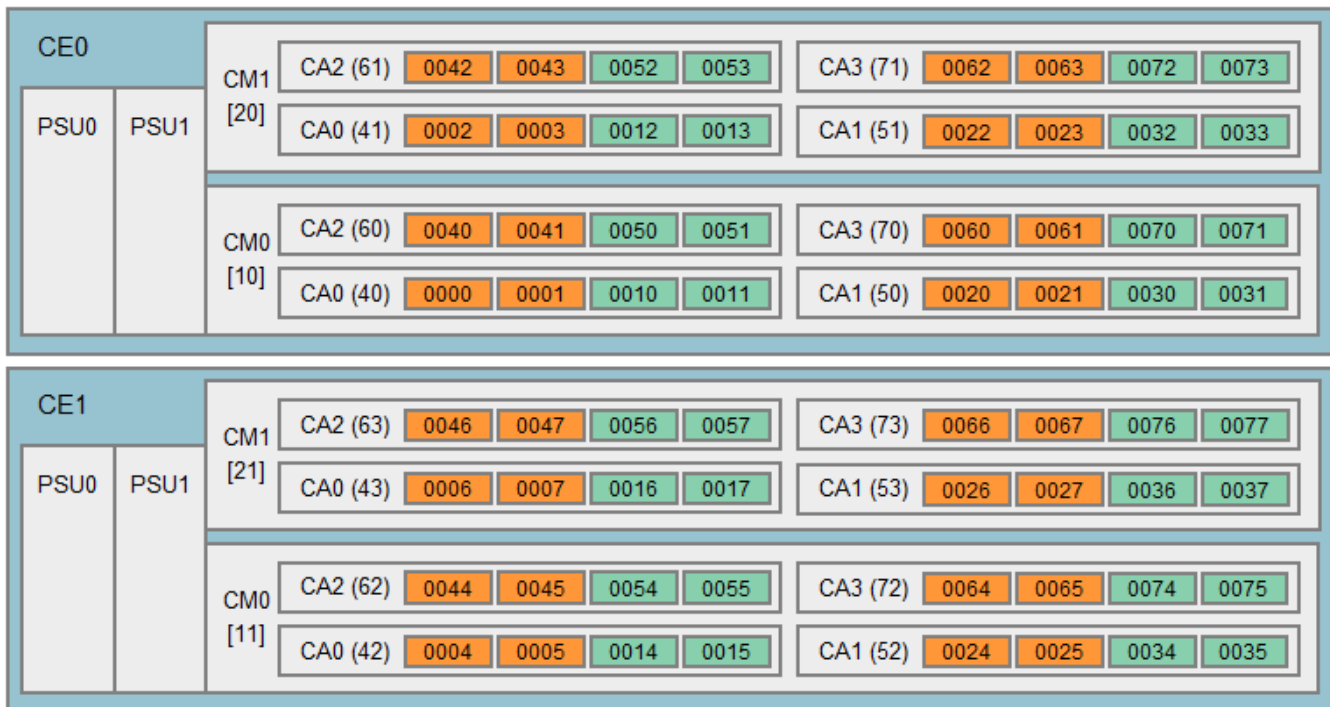 CE0
PSU0 PSU1
CM1
[20]
CA2 (61) 0042 0043 0052 0053 CA3 (71) 0062 0063 0072 0073
CA0 (41) 0002 0003 0012 0013 CA1 (51) 0022 0023 0032 0033
CM0
[10]
CA2 (60) 0040 0041 0050 0051 CA3 (70) 0060 0061 0070 0071
CA0 (40) 0000 0001 0010 0011 CA1 (50) 0020 0021 0030 0031
CE1
PSU0 PSU1
CM1
[21]
CA2 (63) 0046 0047 0056 0057 CA3 (73) 0066 0067 0076 0077
CA0 (43) 0006 0007 0016 0017 CA1 (53) 0026 0027 0036 0037
CM0
[11]
CA2 (62) 0044 0045 0054 0055 CA3 (72) 0064 0065 0074 0075
CA0 (42) 0004 0005 0014 0015 CA1 (52) 0024 0025 0034 0035